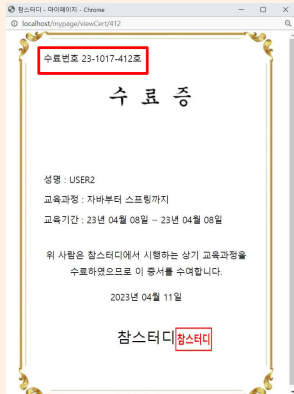 참스터디 - 마이페이지 - Chrome
localhost/mypage/viewCert/412
수료번호 23-1017-412호
수 료 증
성명 : USER2
교육과정 : 자바부터 스프링까지
교육기간 : 23년 04월 08일 ~ 23년 04월 08일
위 사람은 참스터디에서 시행하는 상기 교육과정을
수료하였으므로 이 증서를 수여합니다.
2023년 04월 11일
참스터디 참스터디